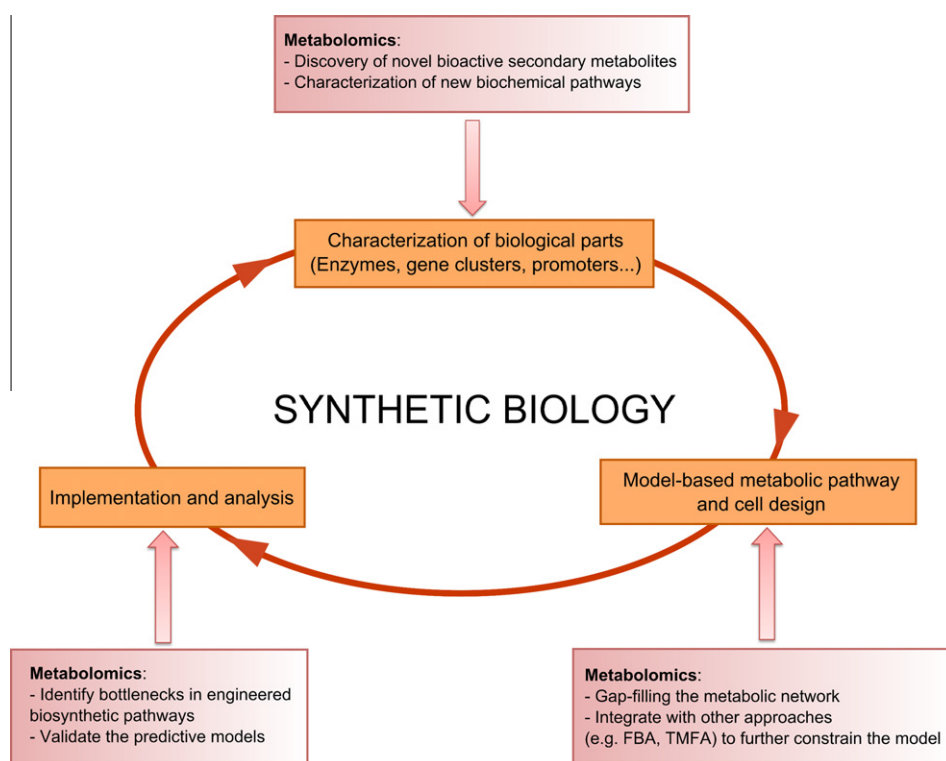 Metabolomics:
- Discovery of novel bioactive secondary metabolites
- Characterization of new biochemical pathways
Characterization of biological parts
(Enzymes, gene clusters, promoters...)
SYNTHETIC BIOLOGY
Implementation and analysis
Model-based metabolic pathway
and cell design
Metabolomics:
- Identify bottlenecks in engineered
biosynthetic pathways
- Validate the predictive models
Metabolomics:
- Gap-filling the metabolic network
- Integrate with other approaches
(e.g. FBA, TMFA) to further constrain the model